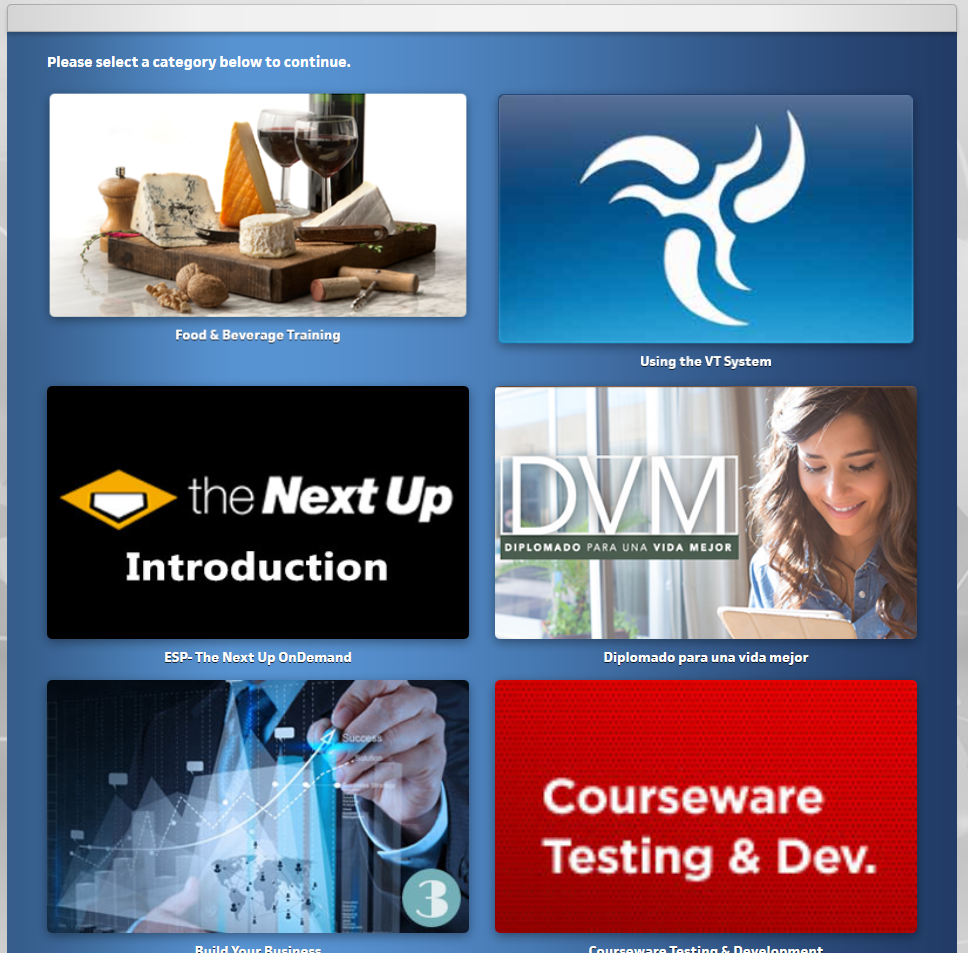 Please select a category below to continue.
Food & Beverage Training
Using the VT System
the Next Up
Introduction
DVM
DIPLOMADO PARA UNA VIDA MEJOR
ESP- The Next Up OnDemand
Diplomado para una vida mejor
Success
Solution
3
Courseware
Testing & Dev.
Build Your Business
Courseware Testing & Development